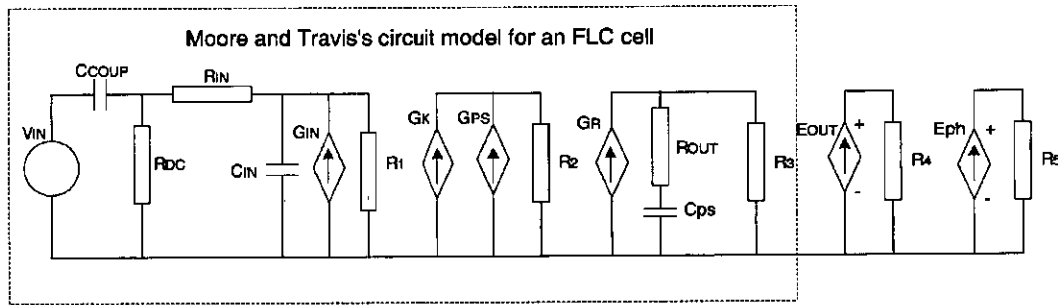 Moore and Travis's circuit model for an FLC cell
CCOUP
RIN
VIN
RDC
CIN
GIN
R1
GK
GPS
R2
GR
ROUT
CPS
R3
EOUT
+
-
R4
Eph
+
-
R5